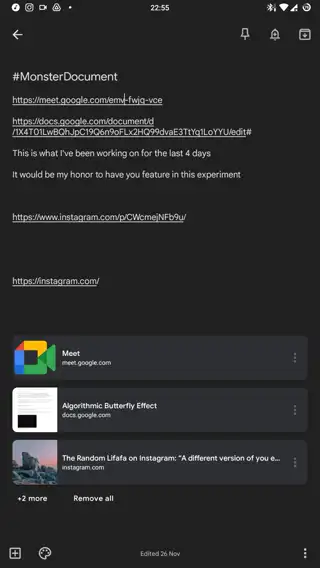 22:55
#MonsterDocument
https://meet.google.com/emv-fwjq-vce
https://docs.google.com/document/d
/1X4T01LwBQhJpC19Q6n9oFLx2HQ99dvaE3TtYq1LoYYU/edit#
This is what I've been working on for the last 4 days
It would be my honor to have you feature in this experiment
https://www.instagram.com/p/CWcmejNFb9u/
https://instagram.com/
Meet
meet.google.com
Algorithmic Butterfly Effect
docs.google.com
The Random Lifafa on Instagram: "A different version of you e...
instagram.com
+2 more Remove all
Edited 26 Nov